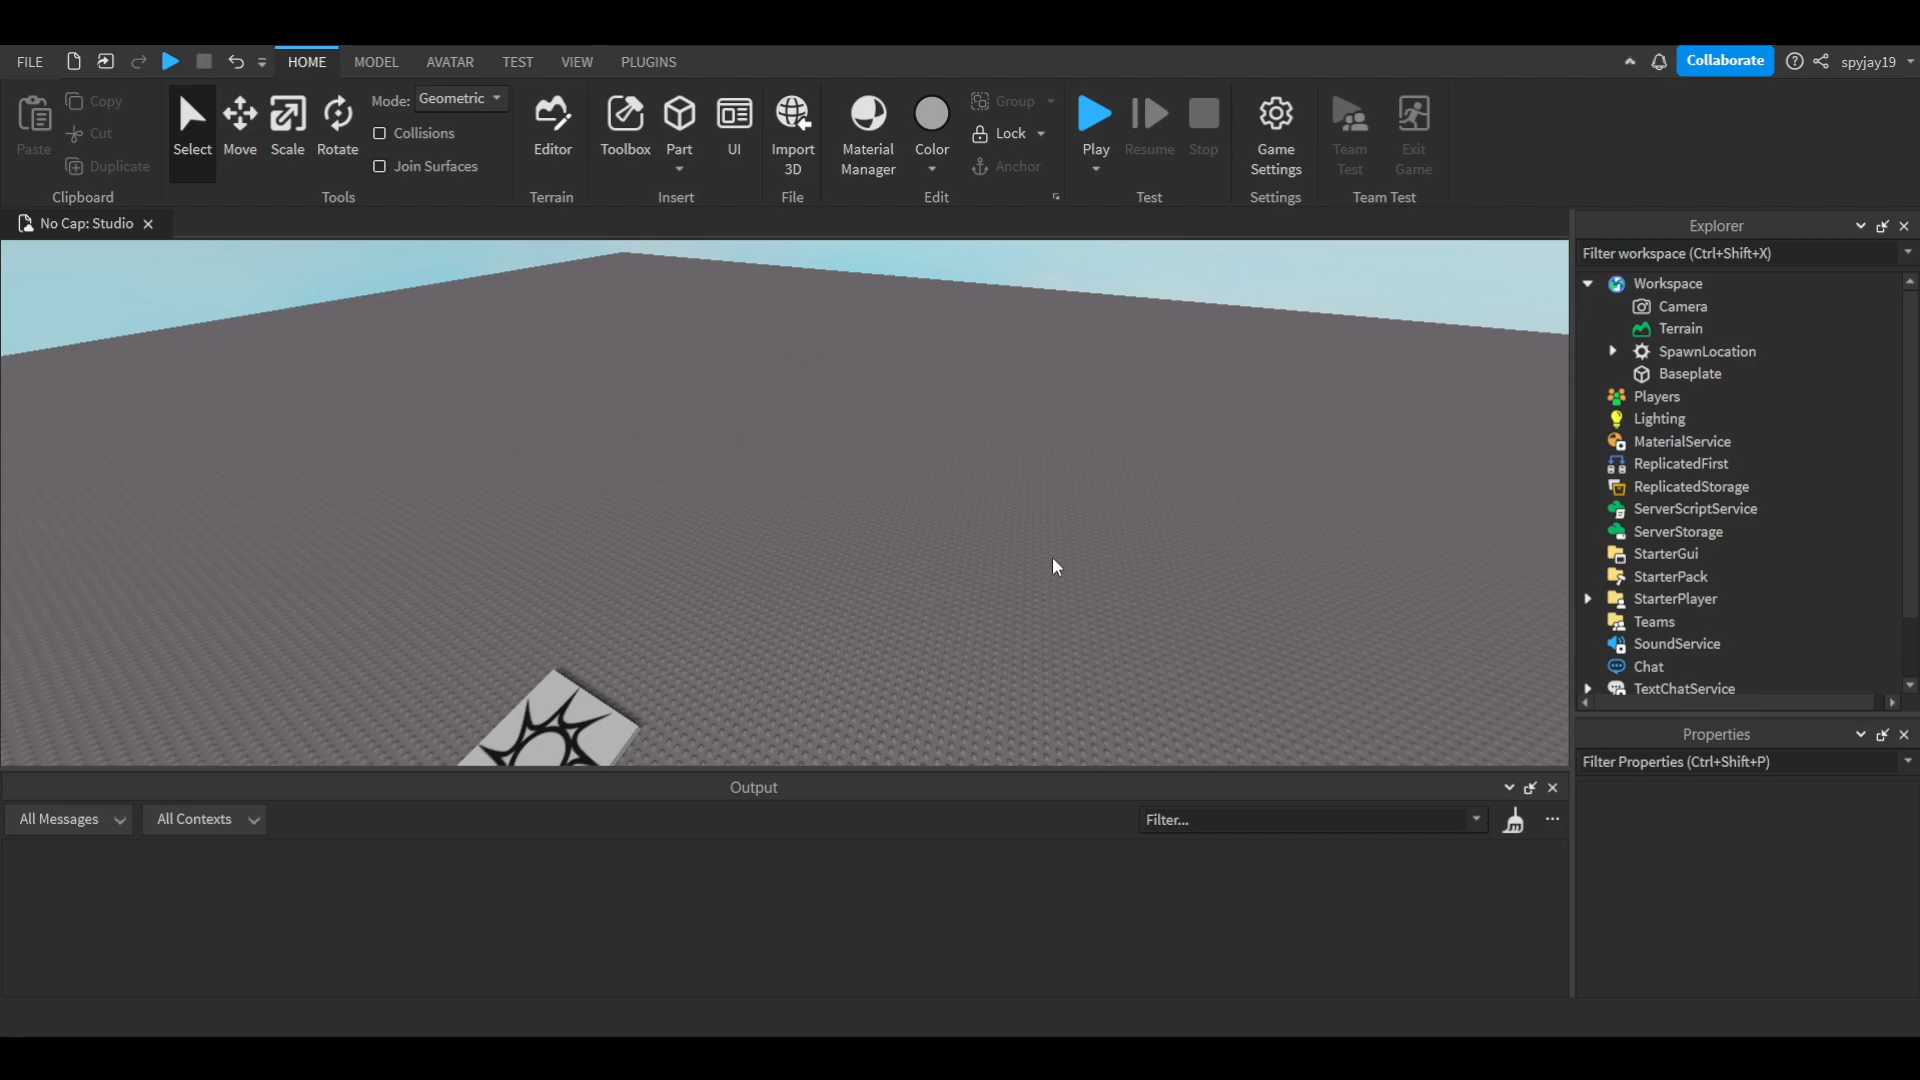 FILE HOME MODEL AVATAR TEST VIEW PLUGINS Collaborate spyjay19
Paste
Copy
Cut
Duplicate
Clipboard
Select Move Scale Rotate
Mode: Geometric
Collisions
Join Surfaces
Tools
Editor
Terrain
Toolbox Part UI
Insert
Import
3D
File
Material
Manager
Color
Group
Lock
Anchor
Edit
Play Resume Stop
Test
Game
Settings
Settings
Team
Test
Exit
Game
Team Test
No Cap: Studio
Explorer
Filter workspace (Ctrl+Shift+X)
Workspace
Camera
Terrain
SpawnLocation
Baseplate
Players
Lighting
MaterialService
ReplicatedFirst
ReplicatedStorage
ServerScriptService
ServerStorage
StarterGui
StarterPack
StarterPlayer
Teams
SoundService
Chat
TextChatService
Properties
Filter Properties (Ctrl+Shift+P)
Output
All Messages All Contexts Filter...